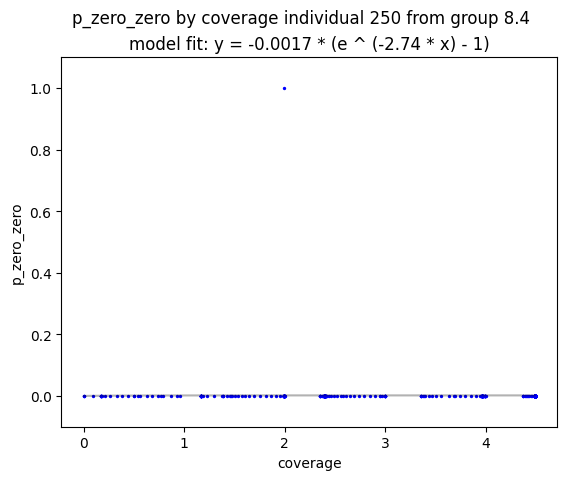 p_zero_zero by coverage individual 250 from group 8.4
model fit: y = -0.0017 * (e ^ (-2.74 * x) - 1)
1.0
0.8
0.6
0.4
0.2
0.0
p_zero_zero
0 1 2 3 4
coverage